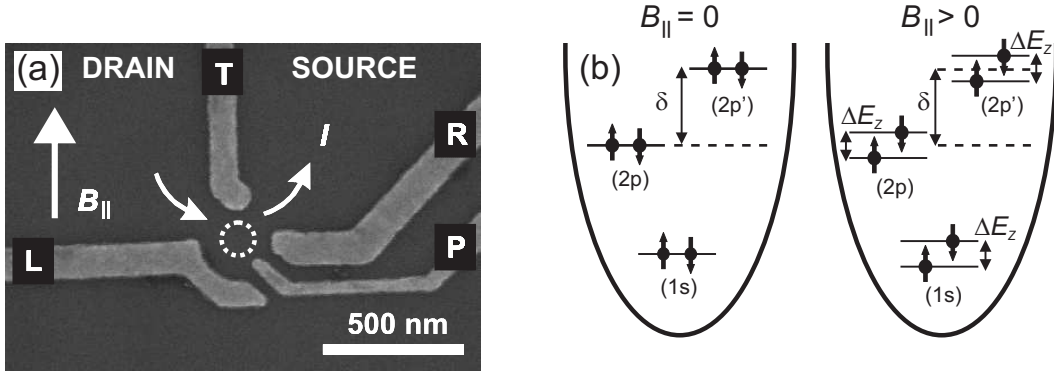 (a) DRAIN T SOURCE
I
R
B||
L
P
500 nm
B|| = 0
B|| > 0
(b)
δ
(2p')
(2p)
(1s)
ΔEz
δ
(2p')
ΔEz
(2p)
ΔEz
(1s)